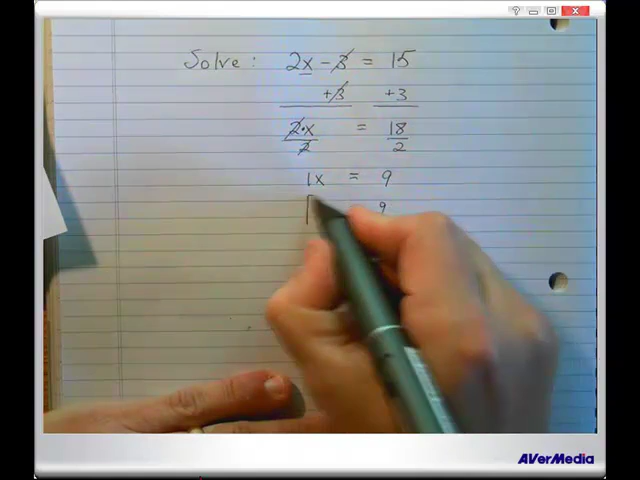 Solve: 2x - 3 = 15
+3 +3
2·x = 18
2 2
1x = 9
9
AVerMedia